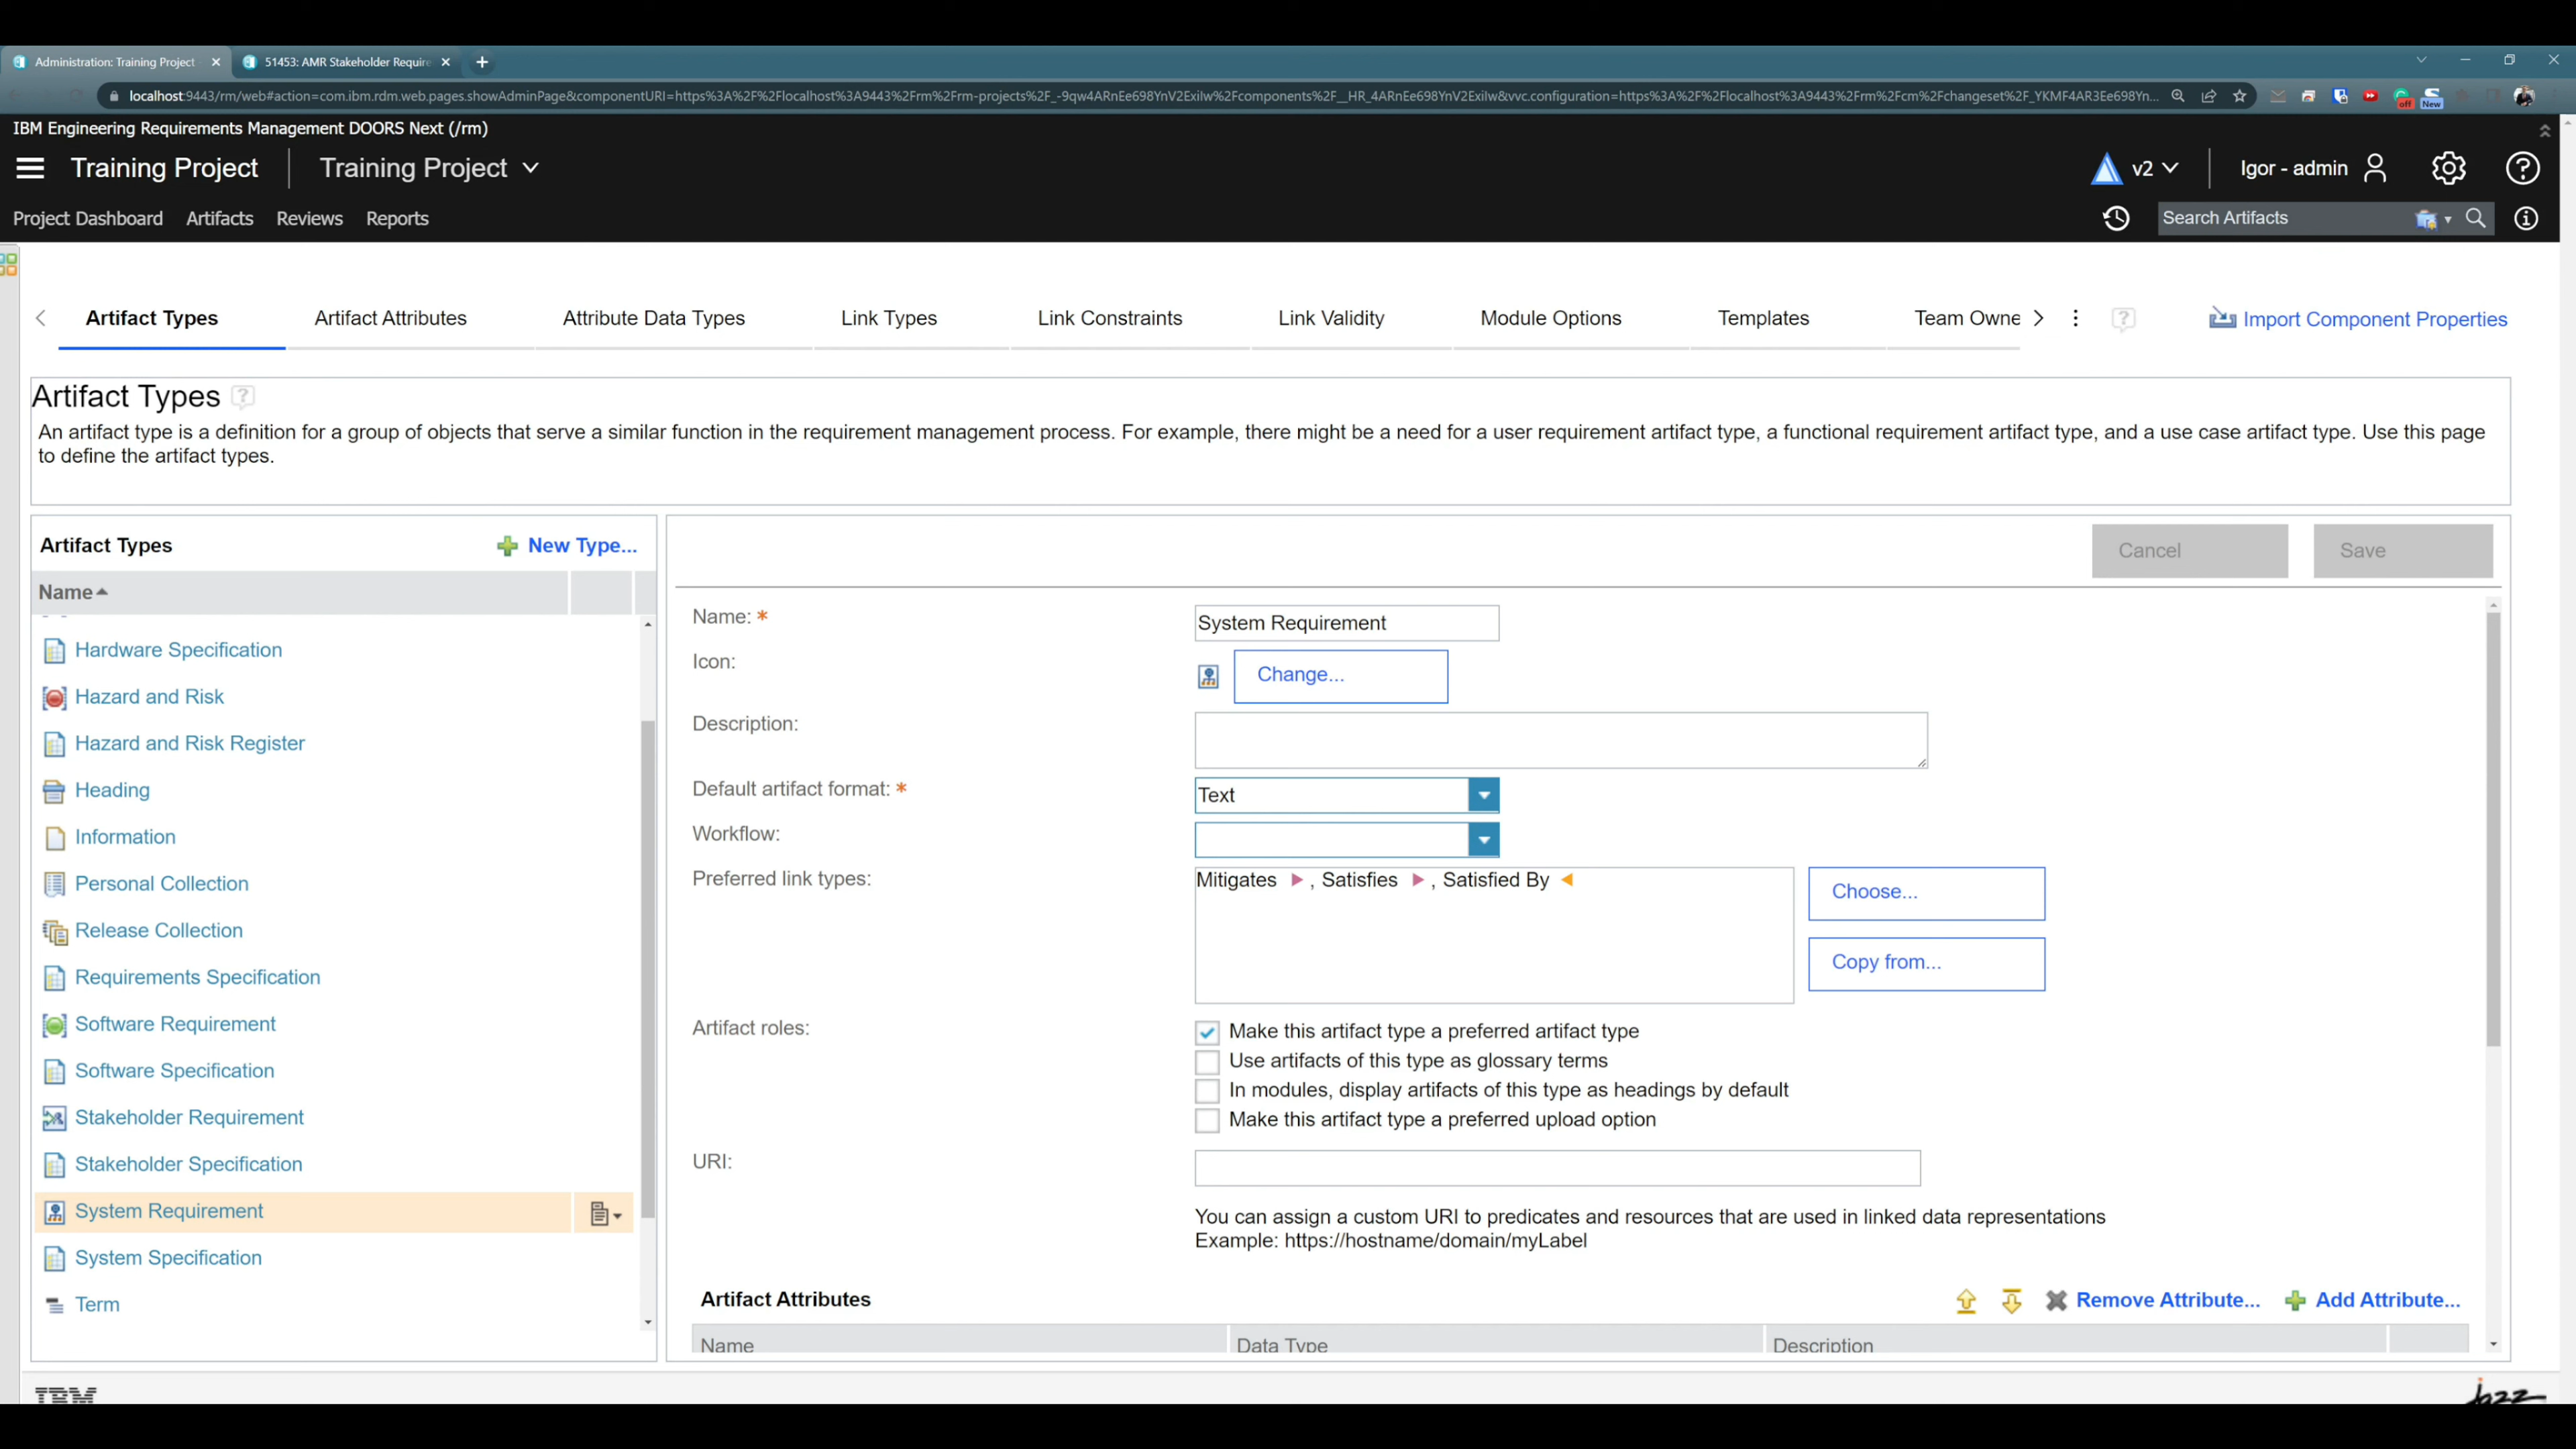 Administration: Training Project
51453: AMR Stakeholder Require
localhost:9443/rm/web#action=com.ibm.rdm.web.pages.showAdminPage&componentURI=https%3A%2F%2Flocalhost%3A9443%2Frm%2Frm-projects%2F_-9qw4ARnEe698YnV2Exilw%2Fcomponents%2F__HR_4ARnEe698YnV2Exilw&vvc.configuration=https%3A%2F%2Flocalhost%3A9443%2Frm%2Fcm%2Fchangeset%2F_YKMF4AR3Ee698Yn...
off
New
IBM Engineering Requirements Management DOORS Next (/rm)
Training Project
Training Project
v2
Igor - admin
Project Dashboard Artifacts Reviews Reports
Search Artifacts
Artifact Types
Artifact Attributes
Attribute Data Types
Link Types
Link Constraints
Link Validity
Module Options
Templates
Team Owne
Import Component Properties
Artifact Types
An artifact type is a definition for a group of objects that serve a similar function in the requirement management process. For example, there might be a need for a user requirement artifact type, a functional requirement artifact type, and a use case artifact type. Use this page
to define the artifact types.
Artifact Types
New Type...
Name
Hardware Specification
Hazard and Risk
Hazard and Risk Register
Heading
Information
Personal Collection
Release Collection
Requirements Specification
Software Requirement
Software Specification
Stakeholder Requirement
Stakeholder Specification
System Requirement
System Specification
Term
Cancel
Save
Name: *
System Requirement
Icon:
Change...
Description:
Default artifact format: *
Text
Workflow:
Preferred link types:
Mitigates , Satisfies , Satisfied By
Choose...
Copy from...
Artifact roles:
Make this artifact type a preferred artifact type
Use artifacts of this type as glossary terms
In modules, display artifacts of this type as headings by default
Make this artifact type a preferred upload option
URI:
You can assign a custom URI to predicates and resources that are used in linked data representations
Example: https://hostname/domain/myLabel
Artifact Attributes
Remove Attribute...
Add Attribute...
Name
Data Type
Description
IBM
jazz